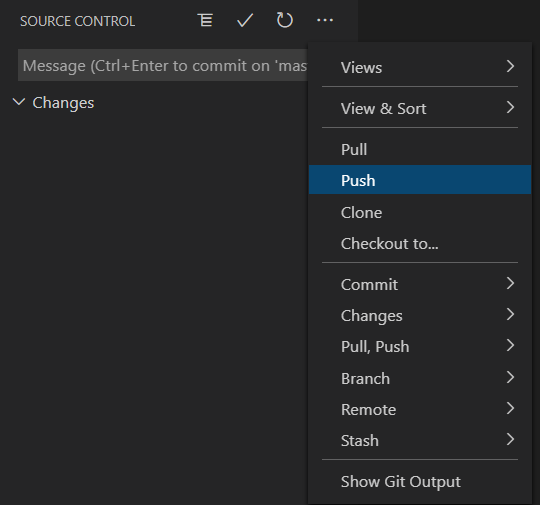 SOURCE CONTROL
Message (Ctrl+Enter to commit on 'mas
Changes
Views
View & Sort
Pull
Push
Clone
Checkout to...
Commit
Changes
Pull, Push
Branch
Remote
Stash
Show Git Output